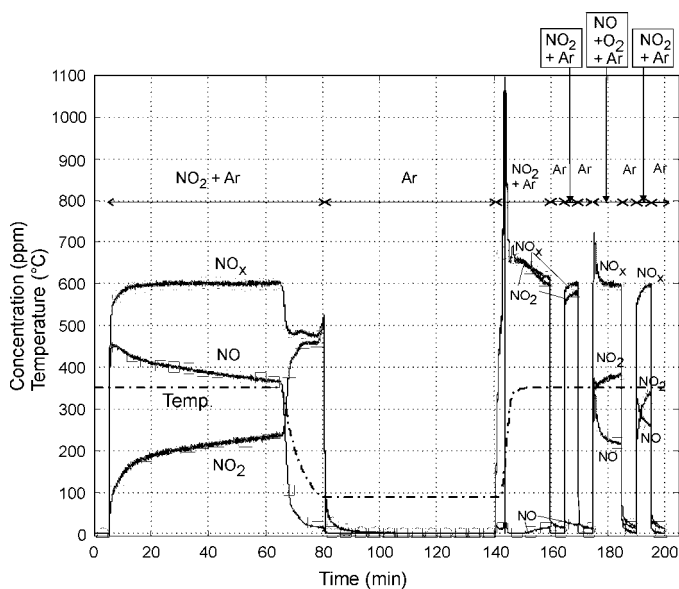 NO2
+ Ar
NO
+O2
+ Ar
NO2
+ Ar
1100
1000
900
800
700
600
500
400
300
200
100
0
Concentration (ppm)
Temperature (°C)
NO2 + Ar
Ar
NO2
+ Ar
Ar
Ar
Ar
Ar
NOx
NO
Temp.
NO2
NOx
NO2
NO
NOx
NO2
NO
NOx
NO2
NO
0
20
40
60
80
100
120
140
160
180
200
Time (min)